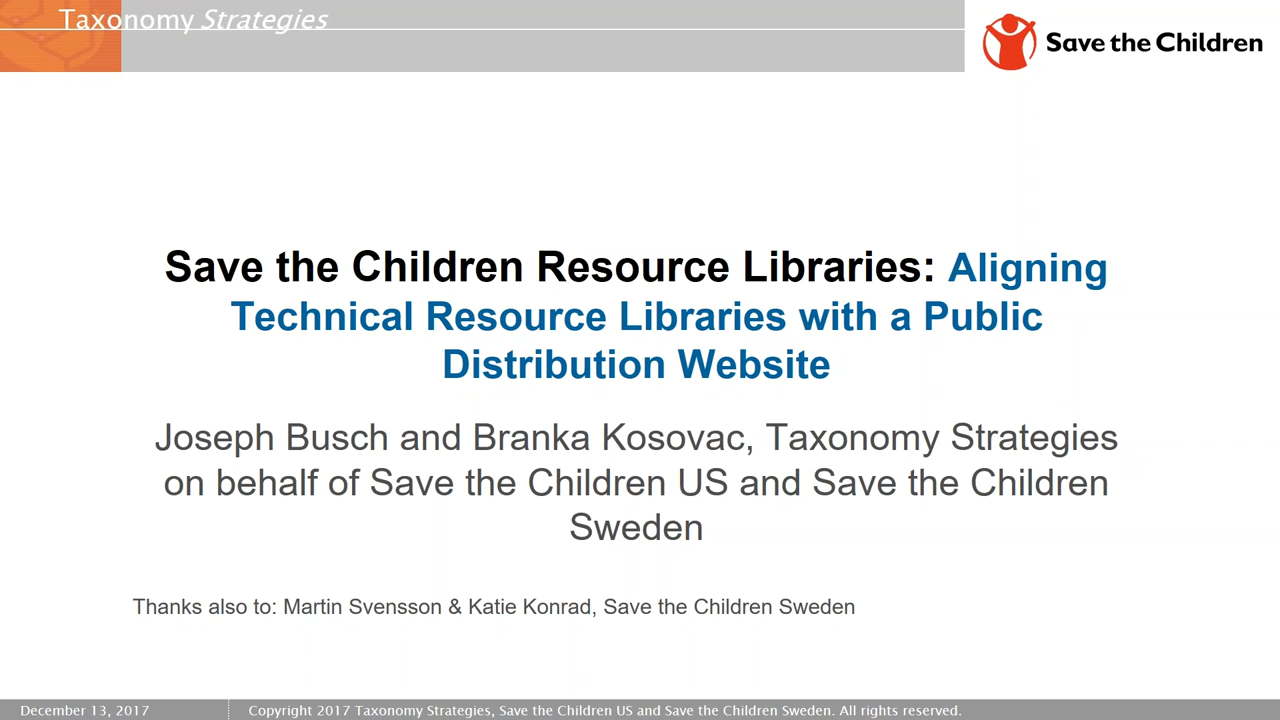 Taxonomy Strategies
Save the Children
Save the Children Resource Libraries: Aligning
Technical Resource Libraries with a Public
Distribution Website
Joseph Busch and Branka Kosovac, Taxonomy Strategies
on behalf of Save the Children US and Save the Children
Sweden
Thanks also to: Martin Svensson & Katie Konrad, Save the Children Sweden
December 13, 2017
Copyright 2017 Taxonomy Strategies, Save the Children US and Save the Children Sweden. All rights reserved.